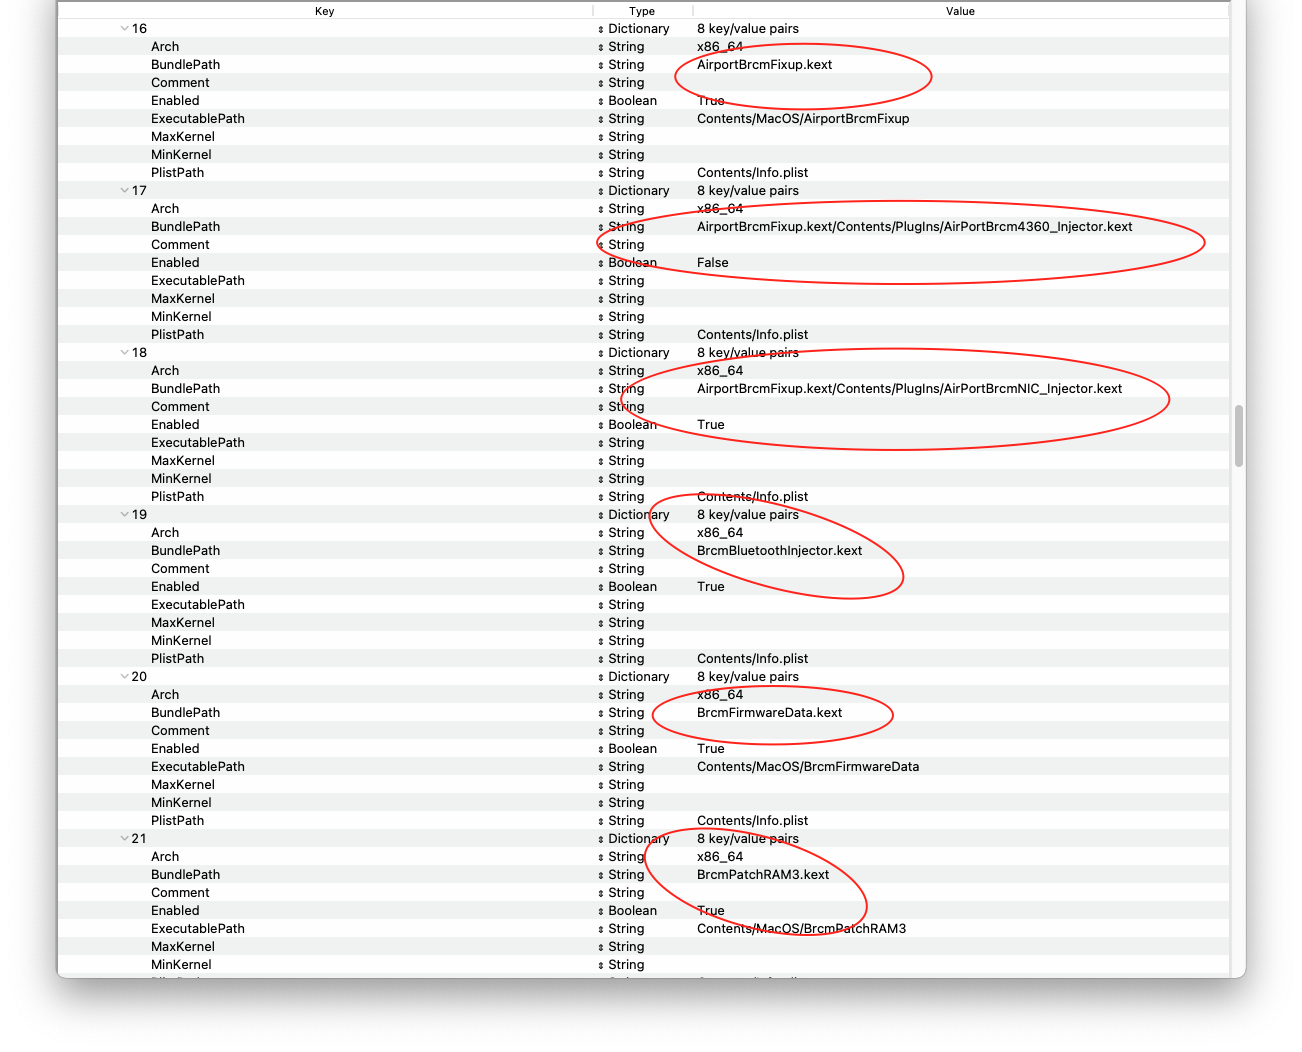 Key Type Value
16 Dictionary 8 key/value pairs
Arch String x86_64
BundlePath String AirportBrcmFixup.kext
Comment String
Enabled Boolean True
ExecutablePath String Contents/MacOS/AirportBrcmFixup
MaxKernel String
MinKernel String
PlistPath String Contents/Info.plist
17 Dictionary 8 key/value pairs
Arch String x86_64
BundlePath String AirportBrcmFixup.kext/Contents/PlugIns/AirPortBrcm4360_Injector.kext
Comment String
Enabled Boolean False
ExecutablePath String
MaxKernel String
MinKernel String
PlistPath String Contents/Info.plist
18 Dictionary 8 key/value pairs
Arch String x86_64
BundlePath String AirportBrcmFixup.kext/Contents/PlugIns/AirPortBrcmNIC_Injector.kext
Comment String
Enabled Boolean True
ExecutablePath String
MaxKernel String
MinKernel String
PlistPath String Contents/Info.plist
19 Dictionary 8 key/value pairs
Arch String x86_64
BundlePath String BrcmBluetoothInjector.kext
Comment String
Enabled Boolean True
ExecutablePath String
MaxKernel String
MinKernel String
PlistPath String Contents/Info.plist
20 Dictionary 8 key/value pairs
Arch String x86_64
BundlePath String BrcmFirmwareData.kext
Comment String
Enabled Boolean True
ExecutablePath String Contents/MacOS/BrcmFirmwareData
MaxKernel String
MinKernel String
PlistPath String Contents/Info.plist
21 Dictionary 8 key/value pairs
Arch String x86_64
BundlePath String BrcmPatchRAM3.kext
Comment String
Enabled Boolean True
ExecutablePath String Contents/MacOS/BrcmPatchRAM3
MaxKernel String
MinKernel String